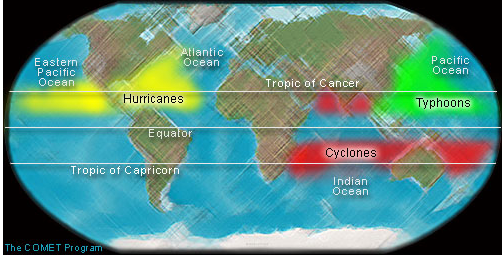 Atlantic
Ocean
Eastern
Pacific
Ocean
Pacific
Ocean
Tropic of Cancer
Hurricanes
Typhoons
Equator
Cyclones
Tropic of Capricorn
Indian
Ocean
The COMET Program